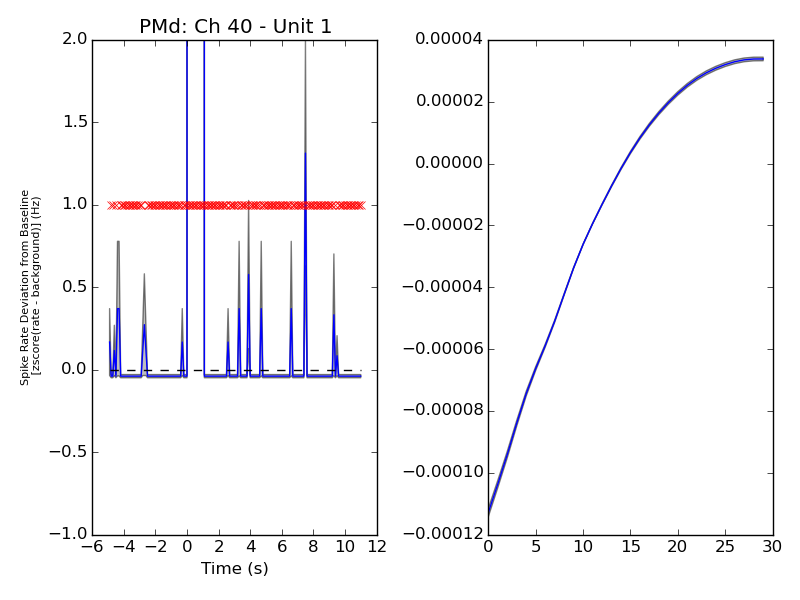 PMd: Ch 40 - Unit 1
Spike Rate Deviation from Baseline
[zscore(rate - background)] (Hz)
2.0
1.5
1.0
0.5
0.0
−0.5
−1.0
−6 −4 −2 0 2 4 6 8 10 12
Time (s)
0.00004
0.00002
0.00000
−0.00002
−0.00004
−0.00006
−0.00008
−0.00010
−0.00012
0 5 10 15 20 25 30